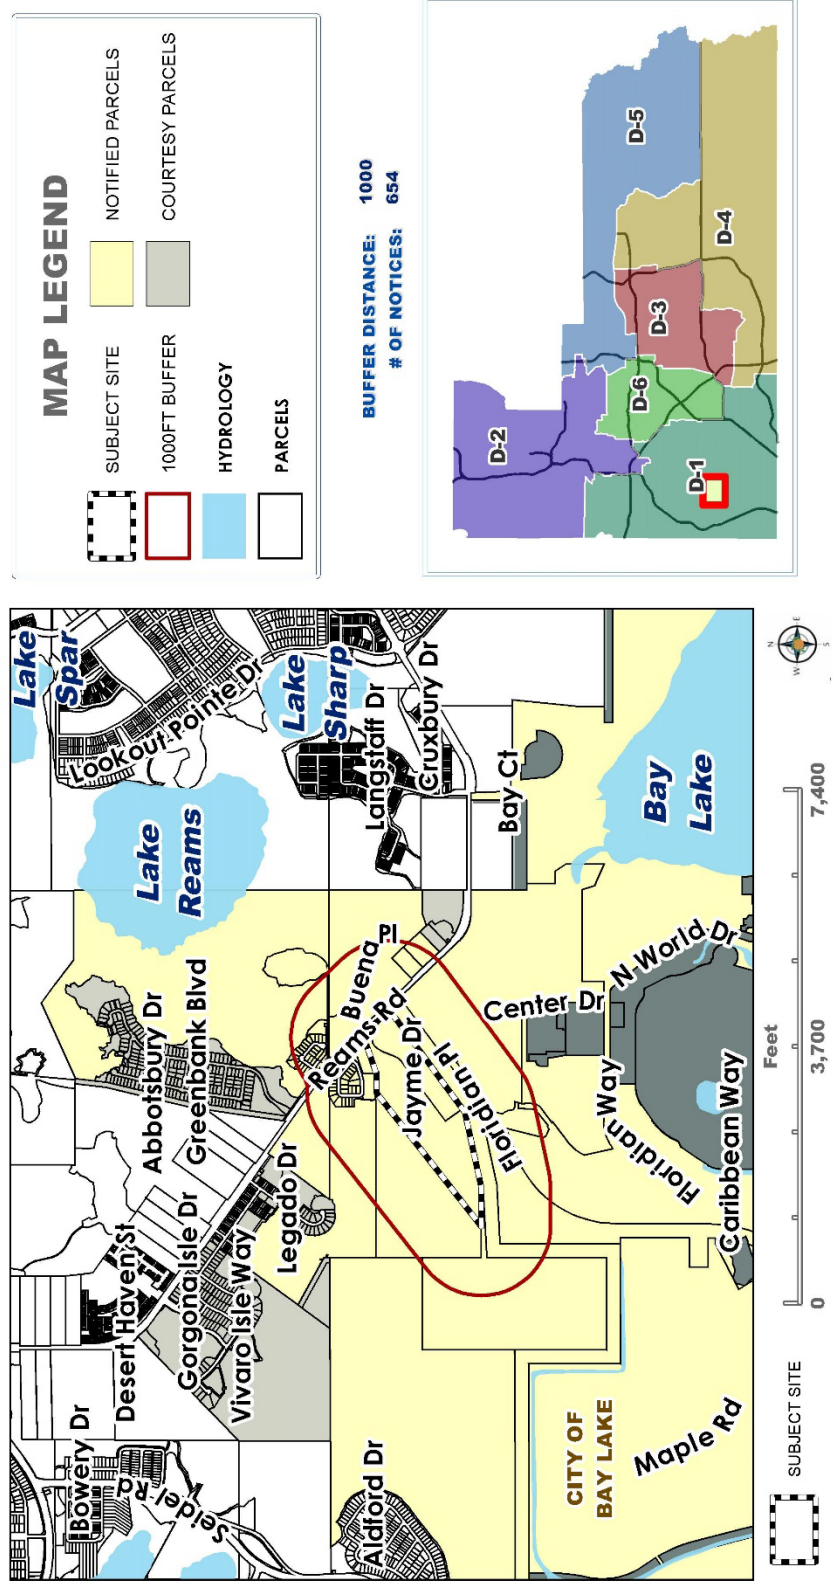 MAP LEGEND
SUBJECT SITE
NOTIFIED PARCELS
1000FT BUFFER
COURTESY PARCELS
HYDROLOGY
PARCELS
BUFFER DISTANCE: 1000
# OF NOTICES: 654
D-2
D-5
D-6
D-3
D-4
D-1
Lake
Spar
Lookout Pointe Dr
Lake
Sharp
Lake
Reams
Langstaff Dr
Cruxbury Dr
Bay Ct
Bay
Lake
Abbotsbury Dr
Greenbank Blvd
Buena
Pl
Reams Rd
Jayme Dr
Floridian Pl
Center Dr
N World Dr
Floridian Way
Caribbean Way
Legado Dr
Desert Haven St
Gorgona Isle Dr
Vivaro Isle Way
Bowery Dr
Seidel Rd
Aldford Dr
CITY OF
BAY LAKE
Maple Rd
SUBJECT SITE
Feet
0
3,700
7,400
N
W
E
S